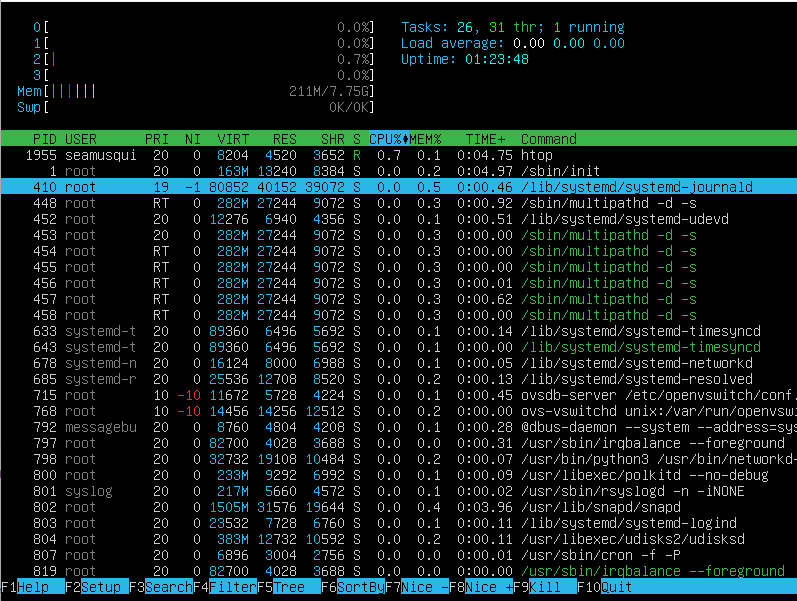 0[ 0.0%] Tasks: 26, 31 thr; 1 running
1[ 0.0%] Load average: 0.00 0.00 0.00
2[| 0.7%] Uptime: 01:23:48
3[ 0.0%]
Mem[|||||| 211M/7.75G]
Swp[ 0K/0K]
PID USER PRI NI VIRT RES SHR S CPU%♦MEM% TIME+ Command
1955 seamusqui 20 0 8204 4520 3652 R 0.7 0.1 0:04.75 htop
1 root 20 0 163M 13240 8384 S 0.0 0.2 0:04.97 /sbin/init
410 root 19 -1 80852 40152 39072 S 0.0 0.5 0:00.46 /lib/systemd/systemd-journald
448 root RT 0 282M 27244 9072 S 0.0 0.3 0:00.92 /sbin/multipathd -d -s
452 root 20 0 12276 6940 4356 S 0.0 0.1 0:00.51 /lib/systemd/systemd-udevd
453 root 20 0 282M 27244 9072 S 0.0 0.3 0:00.00 /sbin/multipathd -d -s
454 root RT 0 282M 27244 9072 S 0.0 0.3 0:00.00 /sbin/multipathd -d -s
455 root RT 0 282M 27244 9072 S 0.0 0.3 0:00.00 /sbin/multipathd -d -s
456 root RT 0 282M 27244 9072 S 0.0 0.3 0:00.01 /sbin/multipathd -d -s
457 root RT 0 282M 27244 9072 S 0.0 0.3 0:00.62 /sbin/multipathd -d -s
458 root RT 0 282M 27244 9072 S 0.0 0.3 0:00.00 /sbin/multipathd -d -s
633 systemd-t 20 0 89360 6496 5692 S 0.0 0.1 0:00.14 /lib/systemd/systemd-timesyncd
643 systemd-t 20 0 89360 6496 5692 S 0.0 0.1 0:00.00 /lib/systemd/systemd-timesyncd
678 systemd-n 20 0 16124 8000 6988 S 0.0 0.1 0:00.05 /lib/systemd/systemd-networkd
685 systemd-r 20 0 25536 12708 8520 S 0.0 0.2 0:00.13 /lib/systemd/systemd-resolved
715 root 10 -10 11672 5728 4224 S 0.0 0.1 0:00.45 ovsdb-server /etc/openvswitch/conf.
768 root 10 -10 14456 14256 12512 S 0.0 0.2 0:00.00 ovs-vswitchd unix:/var/run/openvswi
792 messagebu 20 0 8760 4804 4208 S 0.0 0.1 0:00.28 @dbus-daemon --system --address=sys
797 root 20 0 82700 4028 3688 S 0.0 0.0 0:00.31 /usr/sbin/irqbalance --foreground
798 root 20 0 32732 19108 10484 S 0.0 0.2 0:00.07 /usr/bin/python3 /usr/bin/networkd-
800 root 20 0 233M 9292 6992 S 0.0 0.1 0:00.09 /usr/libexec/polkitd --no-debug
801 syslog 20 0 217M 5660 4572 S 0.0 0.1 0:00.02 /usr/sbin/rsyslogd -n -iNONE
802 root 20 0 1505M 31576 19644 S 0.0 0.4 0:03.96 /usr/lib/snapd/snapd
803 root 20 0 23532 7728 6760 S 0.0 0.1 0:00.11 /lib/systemd/systemd-logind
804 root 20 0 383M 12732 10592 S 0.0 0.2 0:00.11 /usr/libexec/udisks2/udisksd
807 root 20 0 6896 3004 2756 S 0.0 0.0 0:00.01 /usr/sbin/cron -f -P
819 root 20 0 82700 4028 3688 S 0.0 0.0 0:00.00 /usr/sbin/irqbalance --foreground
F1Help F2Setup F3SearchF4FilterF5Tree F6SortByF7Nice -F8Nice +F9Kill F10Quit